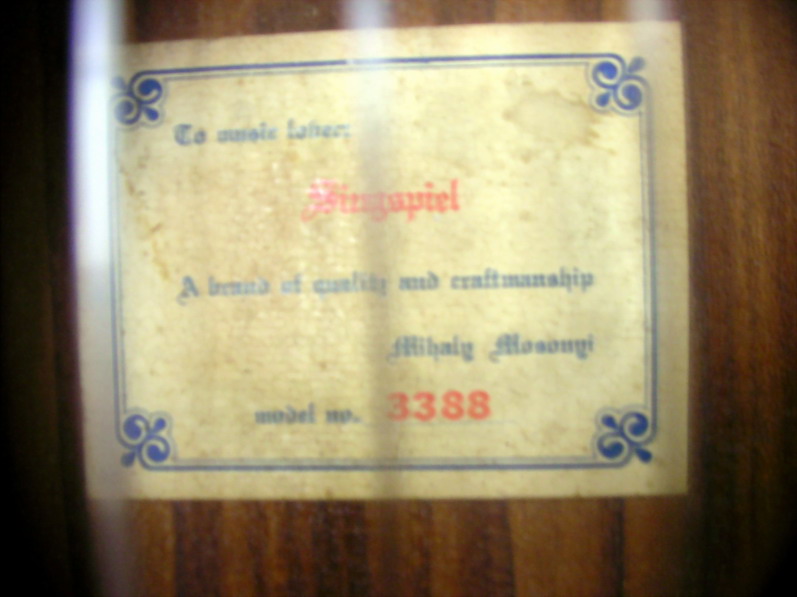 To music lover:
Singspiel
A brand of quality and craftmanship
Mihaly Mosonyi
model no. 3388